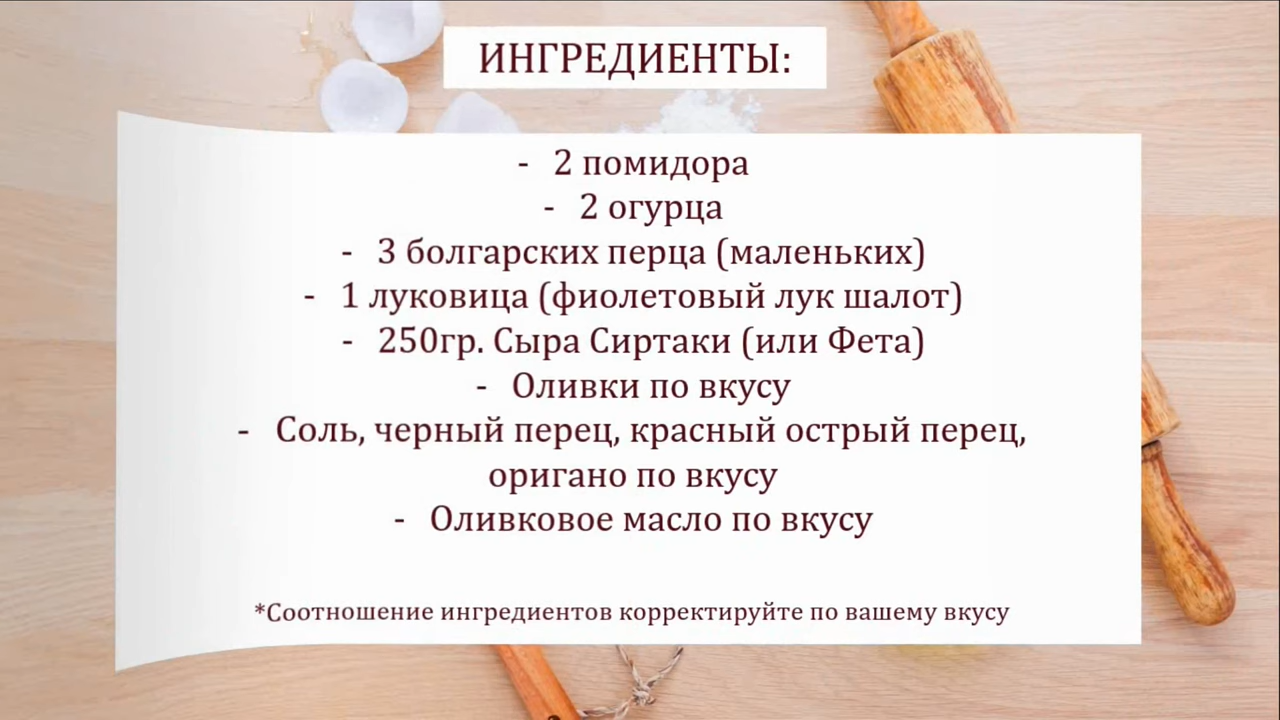 ИНГРЕДИЕНТЫ:
- 2 помидора
- 2 огурца
- 3 болгарских перца (маленьких)
- 1 луковица (фиолетовый лук шалот)
- 250гр. Сыра Сиртаки (или Фета)
- Оливки по вкусу
- Соль, черный перец, красный острый перец,
оригано по вкусу
- Оливковое масло по вкусу
*Соотношение ингредиентов корректируйте по вашему вкусу